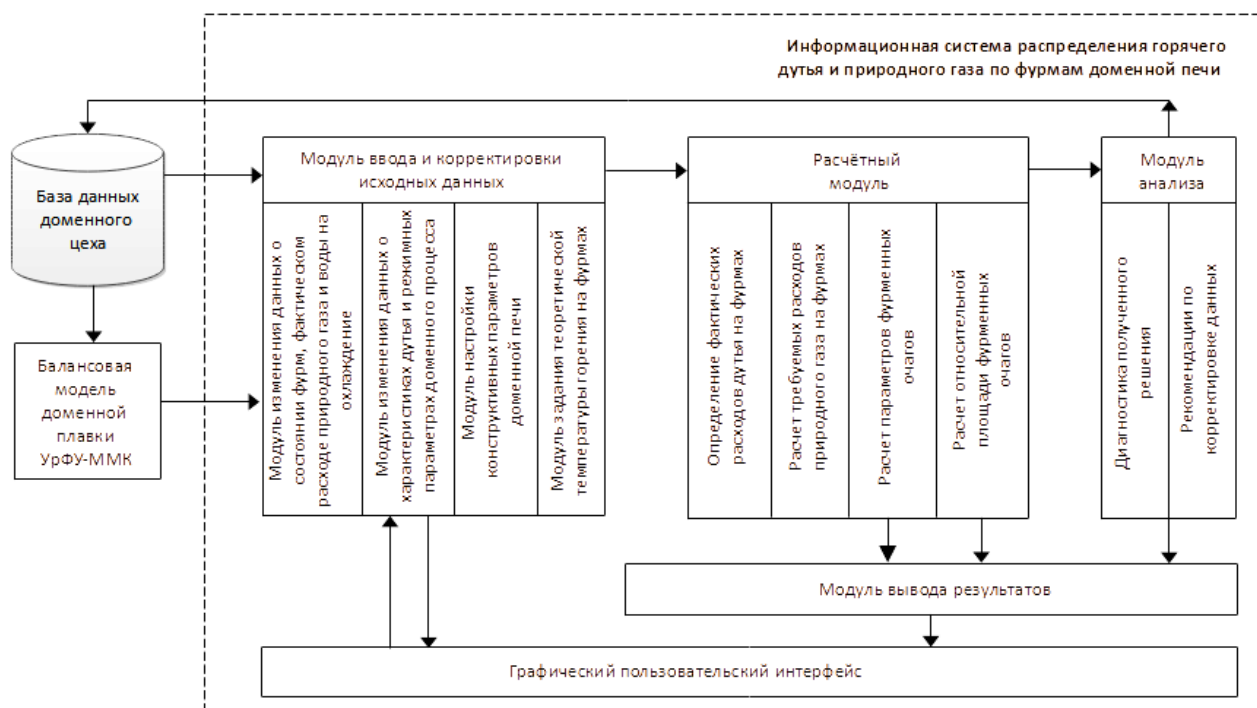 Информационная система распределения горячего
дутья и природного газа по фурмам доменной печи
База данных
доменного
цеха
Балансовая
модель
доменной
плавки
УрФУ-ММК
Модуль ввода и корректировки
исходных данных
Модуль изменения данных о
состоянии фурм, фактическом
расходе природного газа и воды на
охлаждение
Модуль изменения данных о
характеристиках дутья и режимных
параметрах доменного процесса
Модуль настройки
конструктивных параметров
доменной печи
Модуль задания теоретической
температуры горения на фурмах
Расчётный
модуль
Определение фактических
расходов дутья на фурмах
Расчет требуемых расходов
природного газа на фурмах
Расчет параметров фурменных
очагов
Расчет относительной
площади фурменных
очагов
Модуль
анализа
Диагностика полученного
решения
Рекомендации по
корректировке данных
Модуль вывода результатов
Графический пользовательский интерфейс